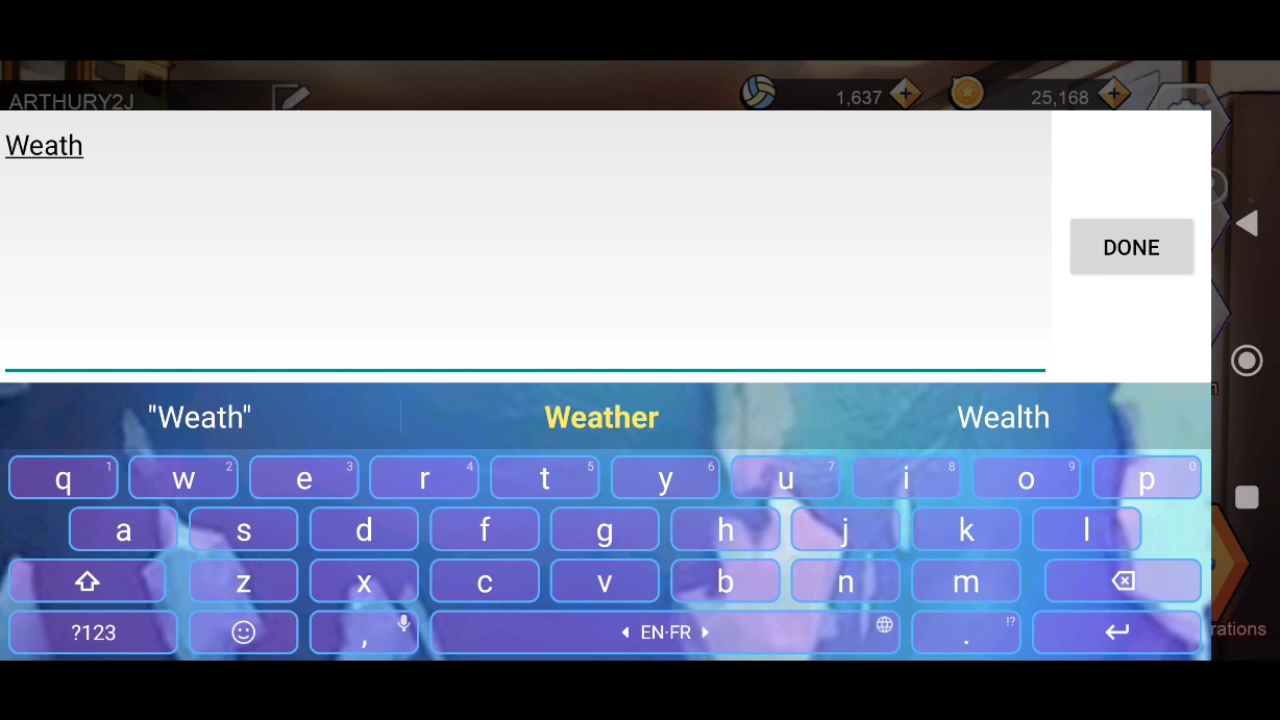 ARTHURY2J
1,637
25,168
Weath
DONE
"Weath" Weather Wealth
q 1 w 2 e 3 r 4 t 5 y 6 u 7 i 8 o 9 p 0
a s d f g h j k l
z x c v b n m
?123 , EN·FR . !?
rations